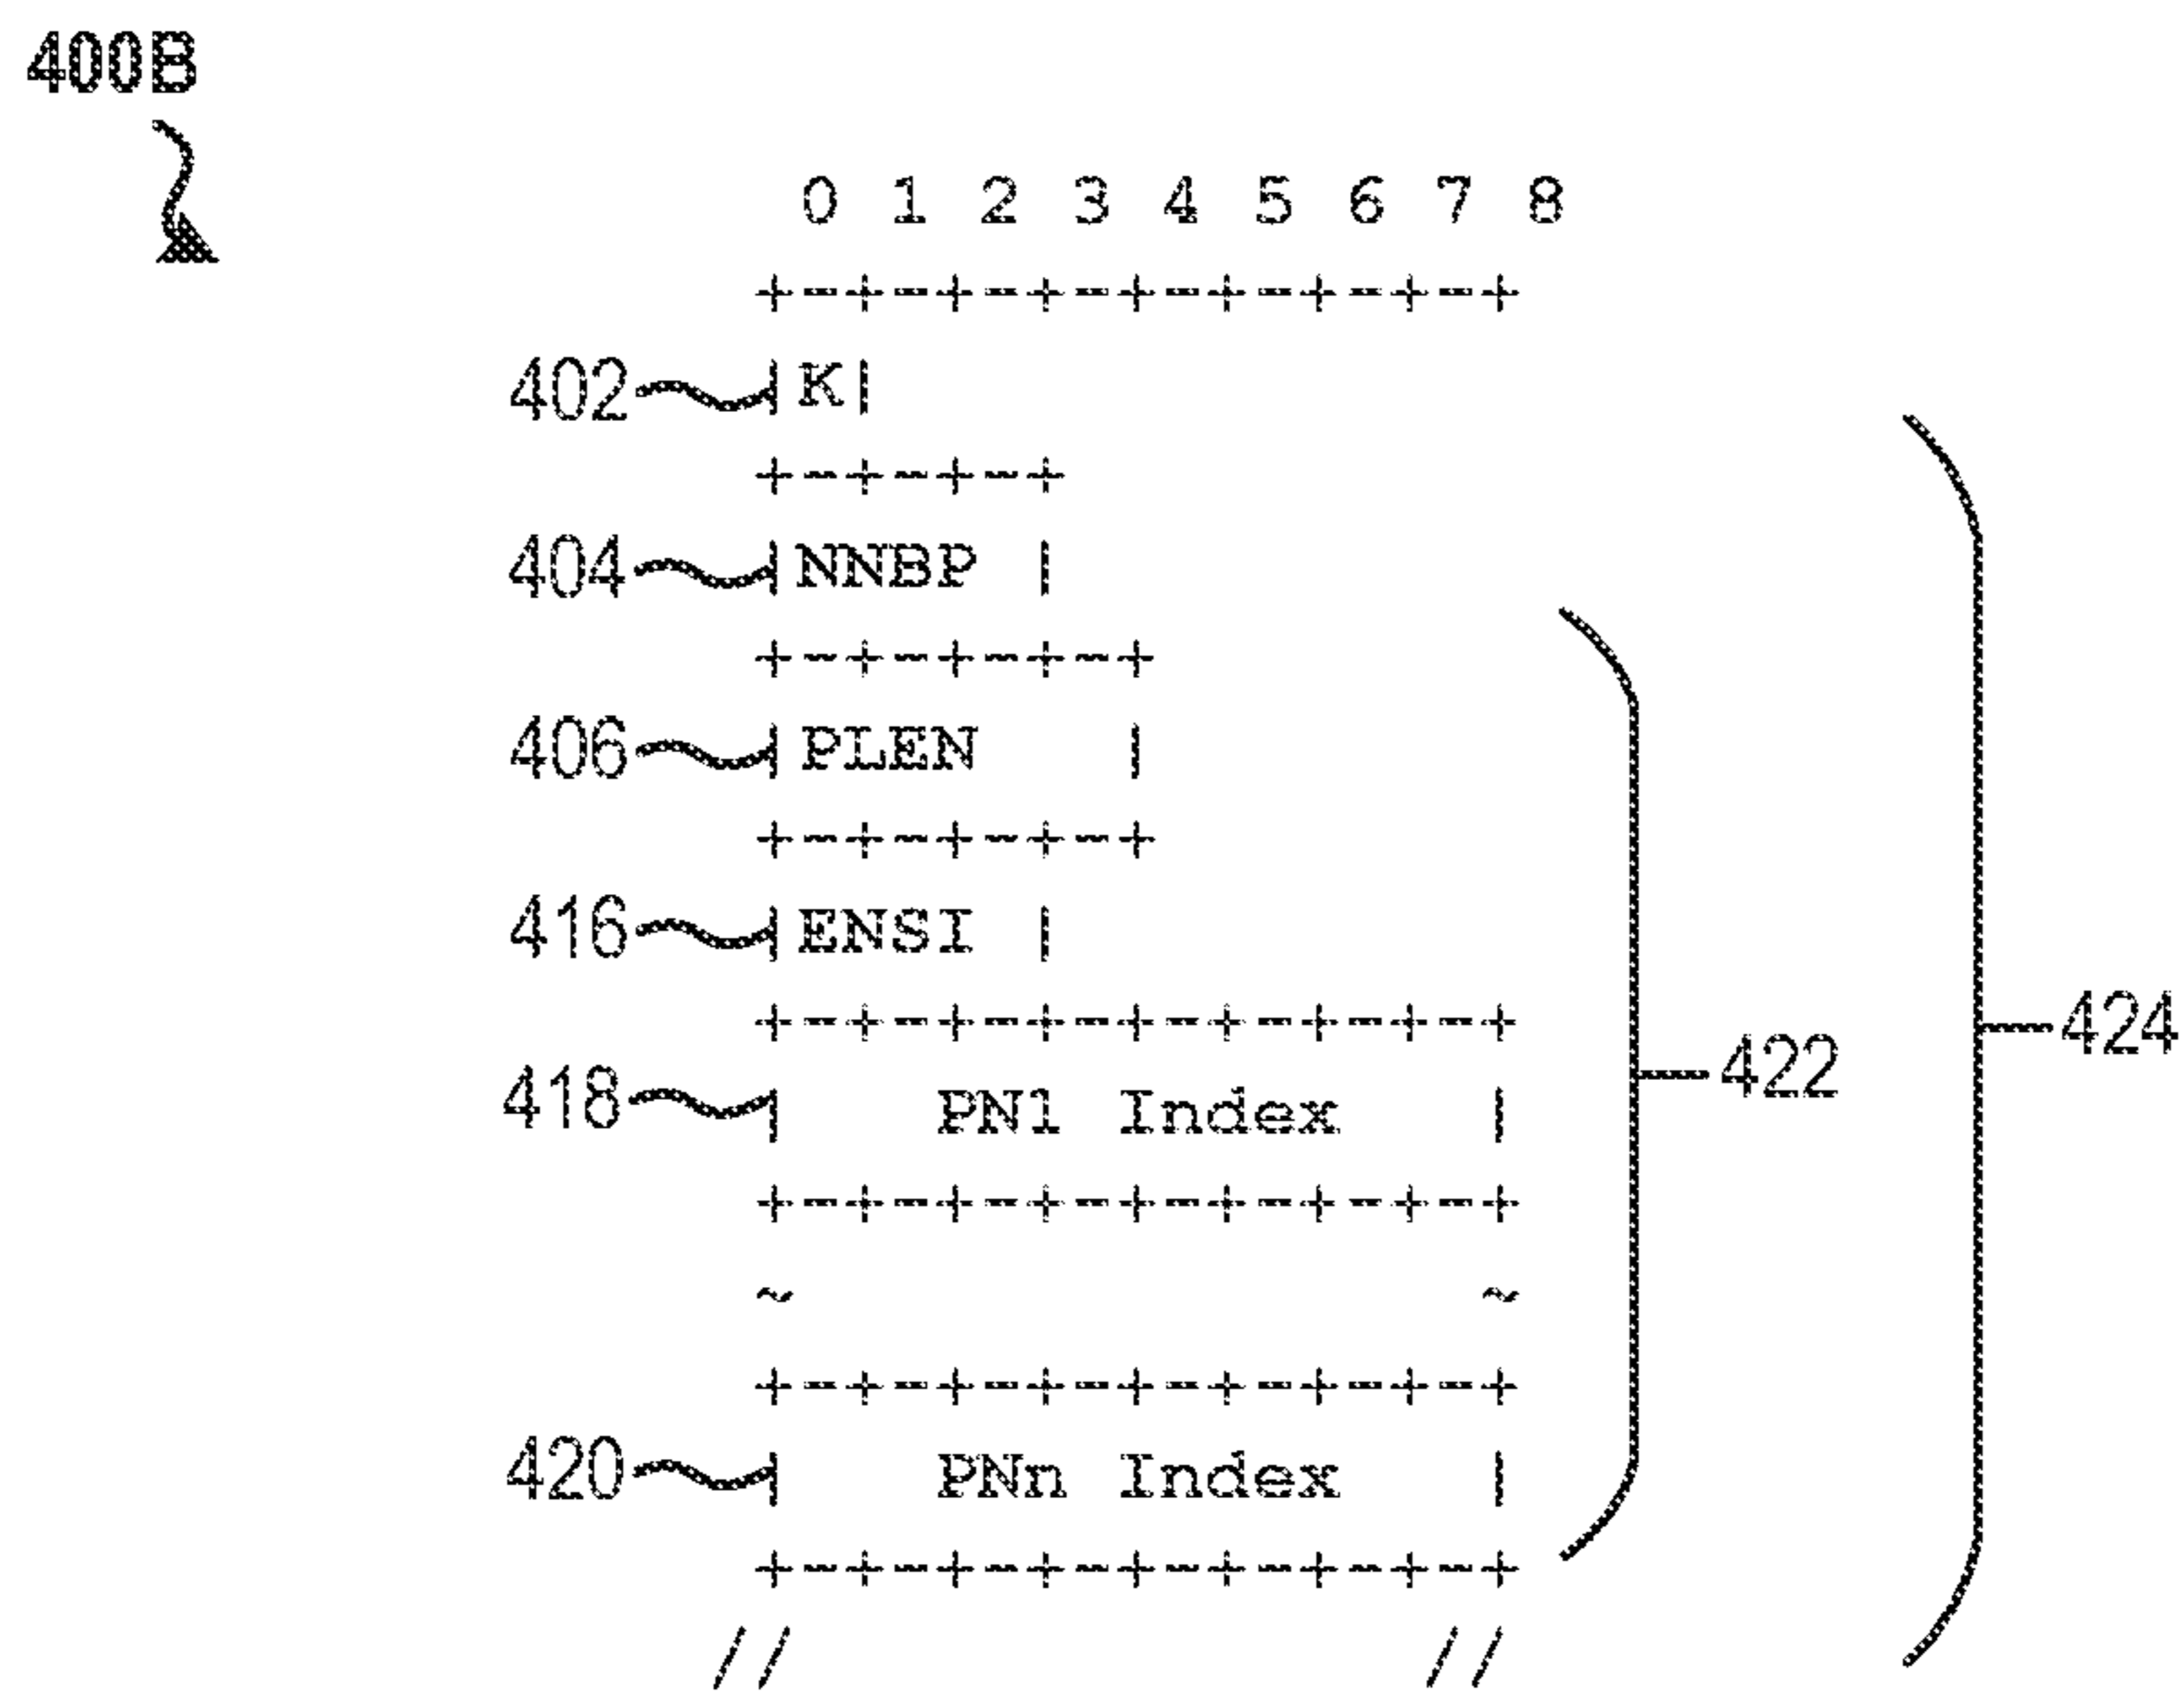 400B
0 1 2 3 4 5 6 7 8
+-+-+-+-+-+-+-+-+
402 |K|
+-+-+-+
404 |NNBP |
+-+-+-+-+
406 |PLEN |
+-+-+-+-+
416 |ENSI |
+-+-+-+-+-+-+-+-+
424
422
418 | PN1 Index |
+-+-+-+-+-+-+-+-+
~ ~
+-+-+-+-+-+-+-+-+
420 | PNn Index |
+-+-+-+-+-+-+-+-+
// //